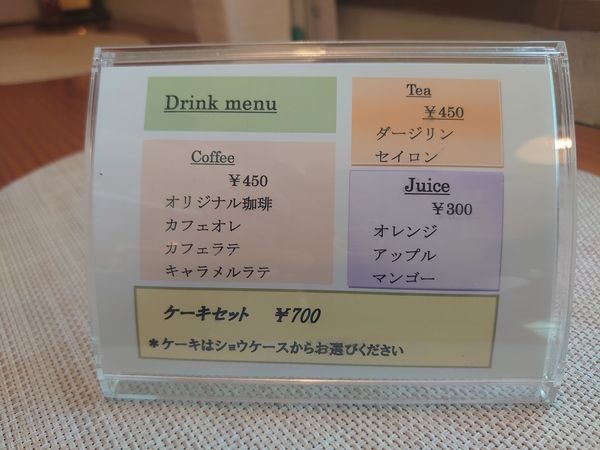 Drink menu
Coffee
￥450
オリジナル珈琲
カフェオレ
カフェラテ
キャラメルラテ
Tea
￥450
ダージリン
セイロン
Juice
￥300
オレンジ
アップル
マンゴー
ケーキセット ￥700
＊ケーキはショウケースからお選びください